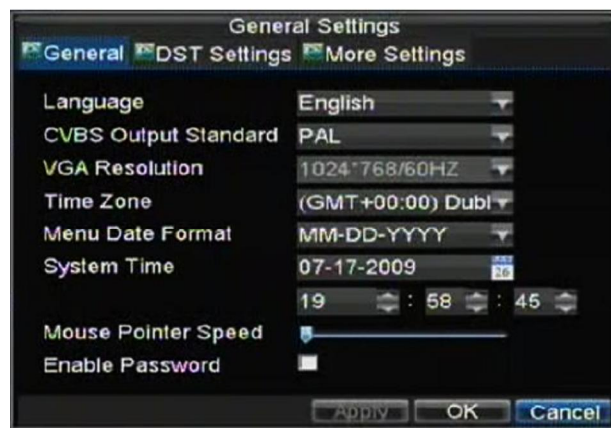 General Settings
General DST Settings More Settings
Language English
CVBS Output Standard PAL
VGA Resolution 1024*768/60HZ
Time Zone (GMT+00:00) Dubl
Menu Date Format MM-DD-YYYY
System Time 07-17-2009
26
19 : 58 : 45
Mouse Pointer Speed
Enable Password
Apply OK Cancel